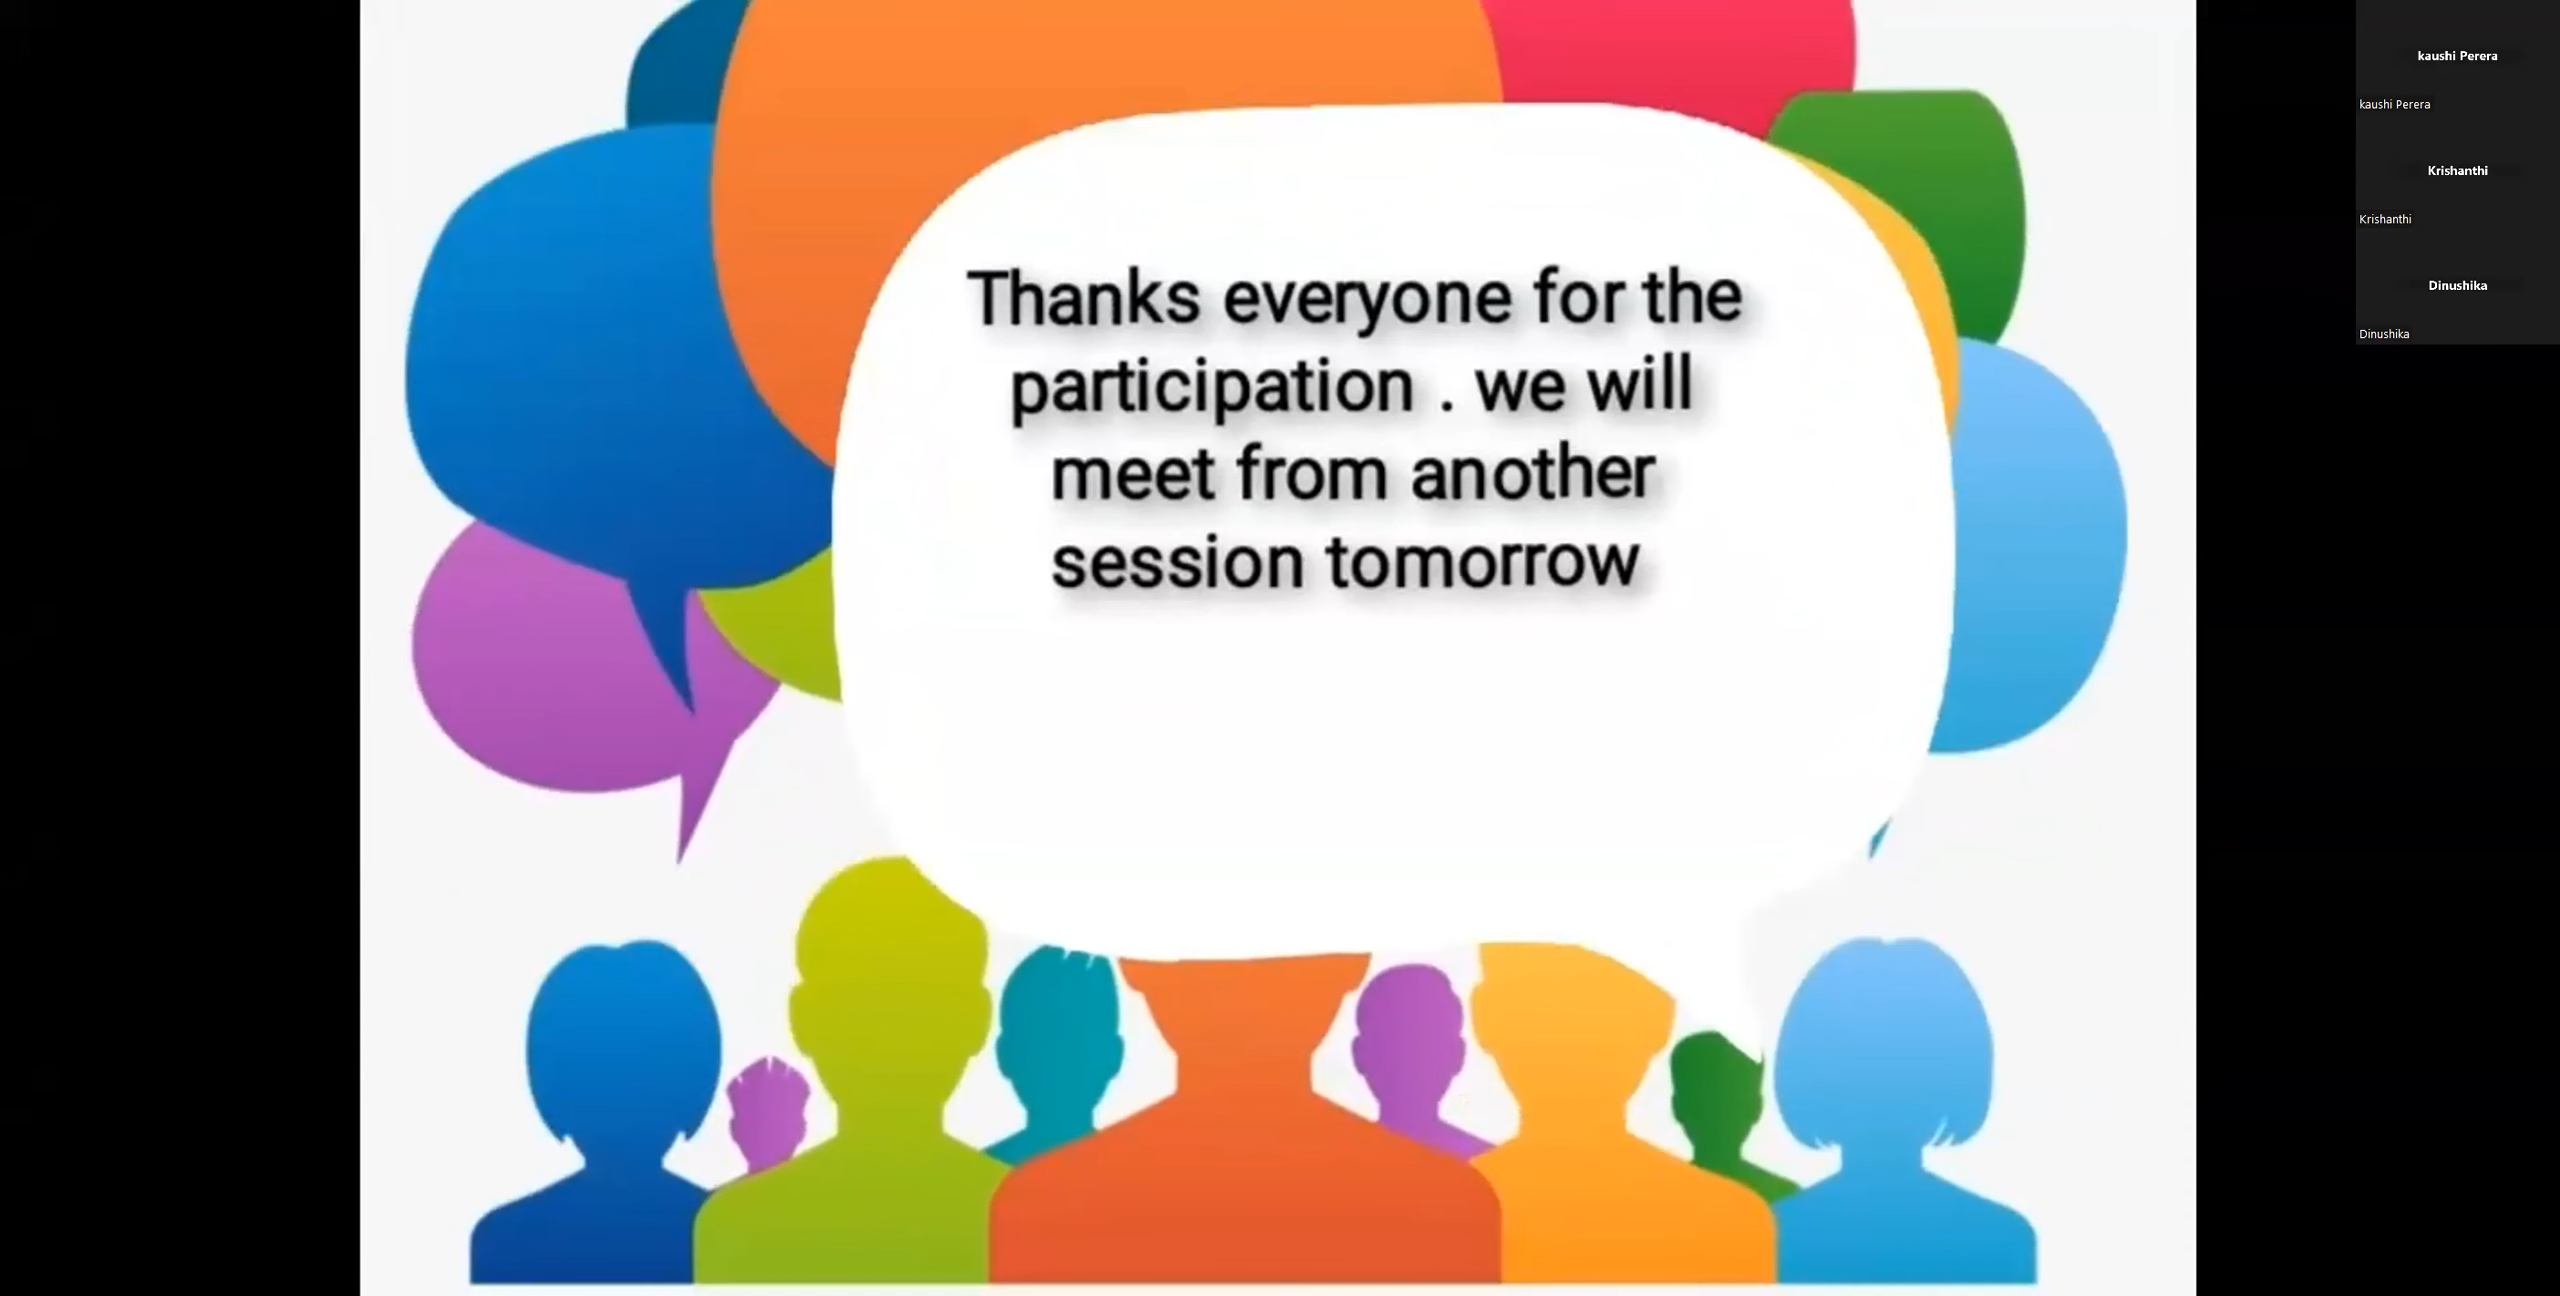 Thanks everyone for the
participation . we will
meet from another
session tomorrow
kaushi Perera
kaushi Perera
Krishanthi
Krishanthi
Dinushika
Dinushika